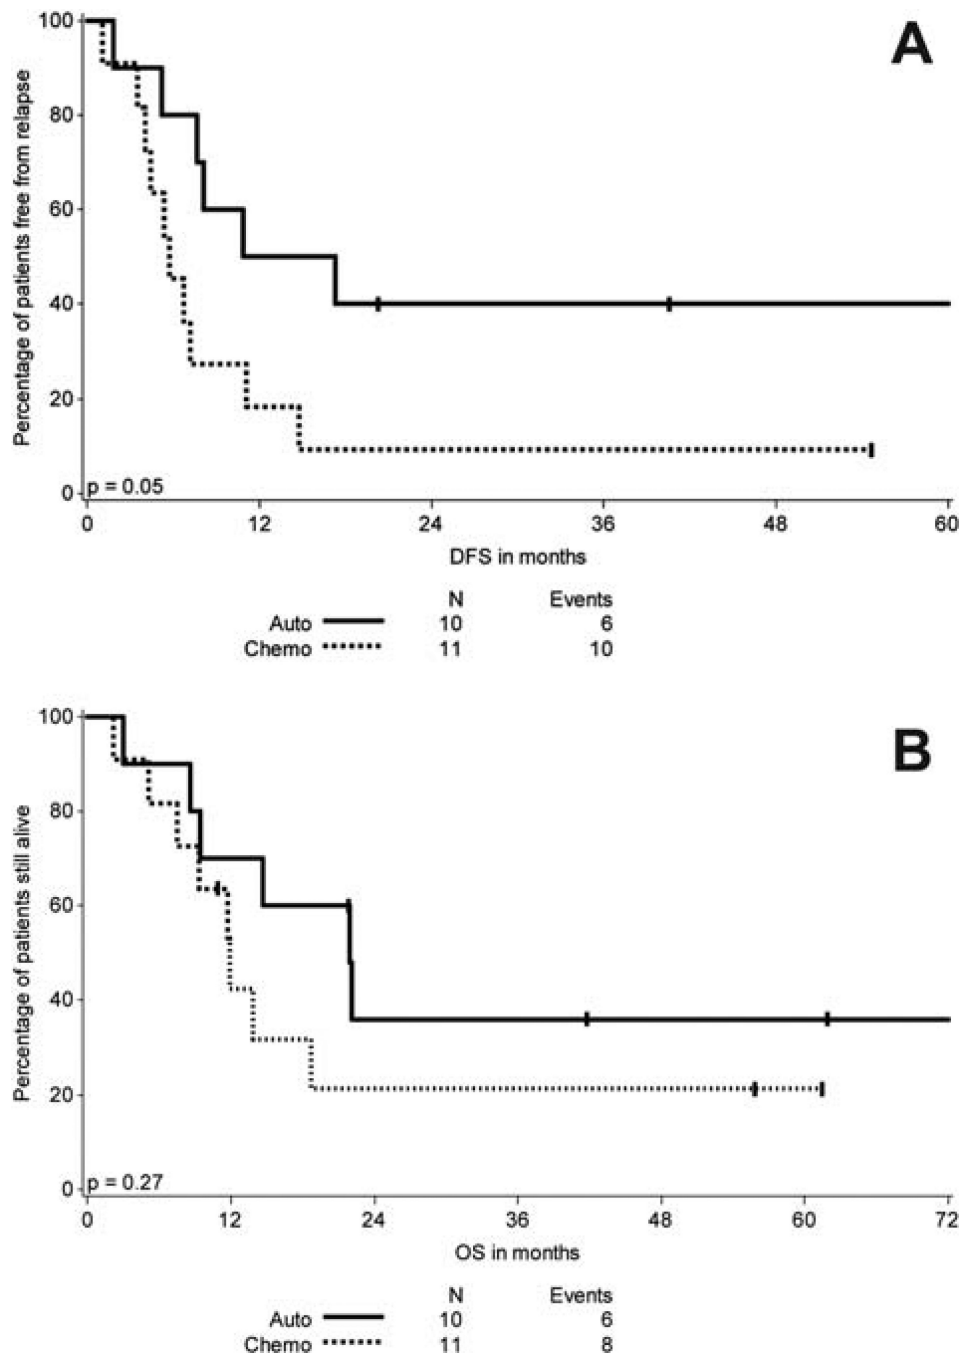 A
Percentage of patients free from relapse
100
80
60
40
20
0
p = 0.05
0 12 24 36 48 60
DFS in months
N Events
Auto 10 6
Chemo 11 10
B
Percentage of patients still alive
100
80
60
40
20
0
p = 0.27
0 12 24 36 48 60 72
OS in months
N Events
Auto 10 6
Chemo 11 8